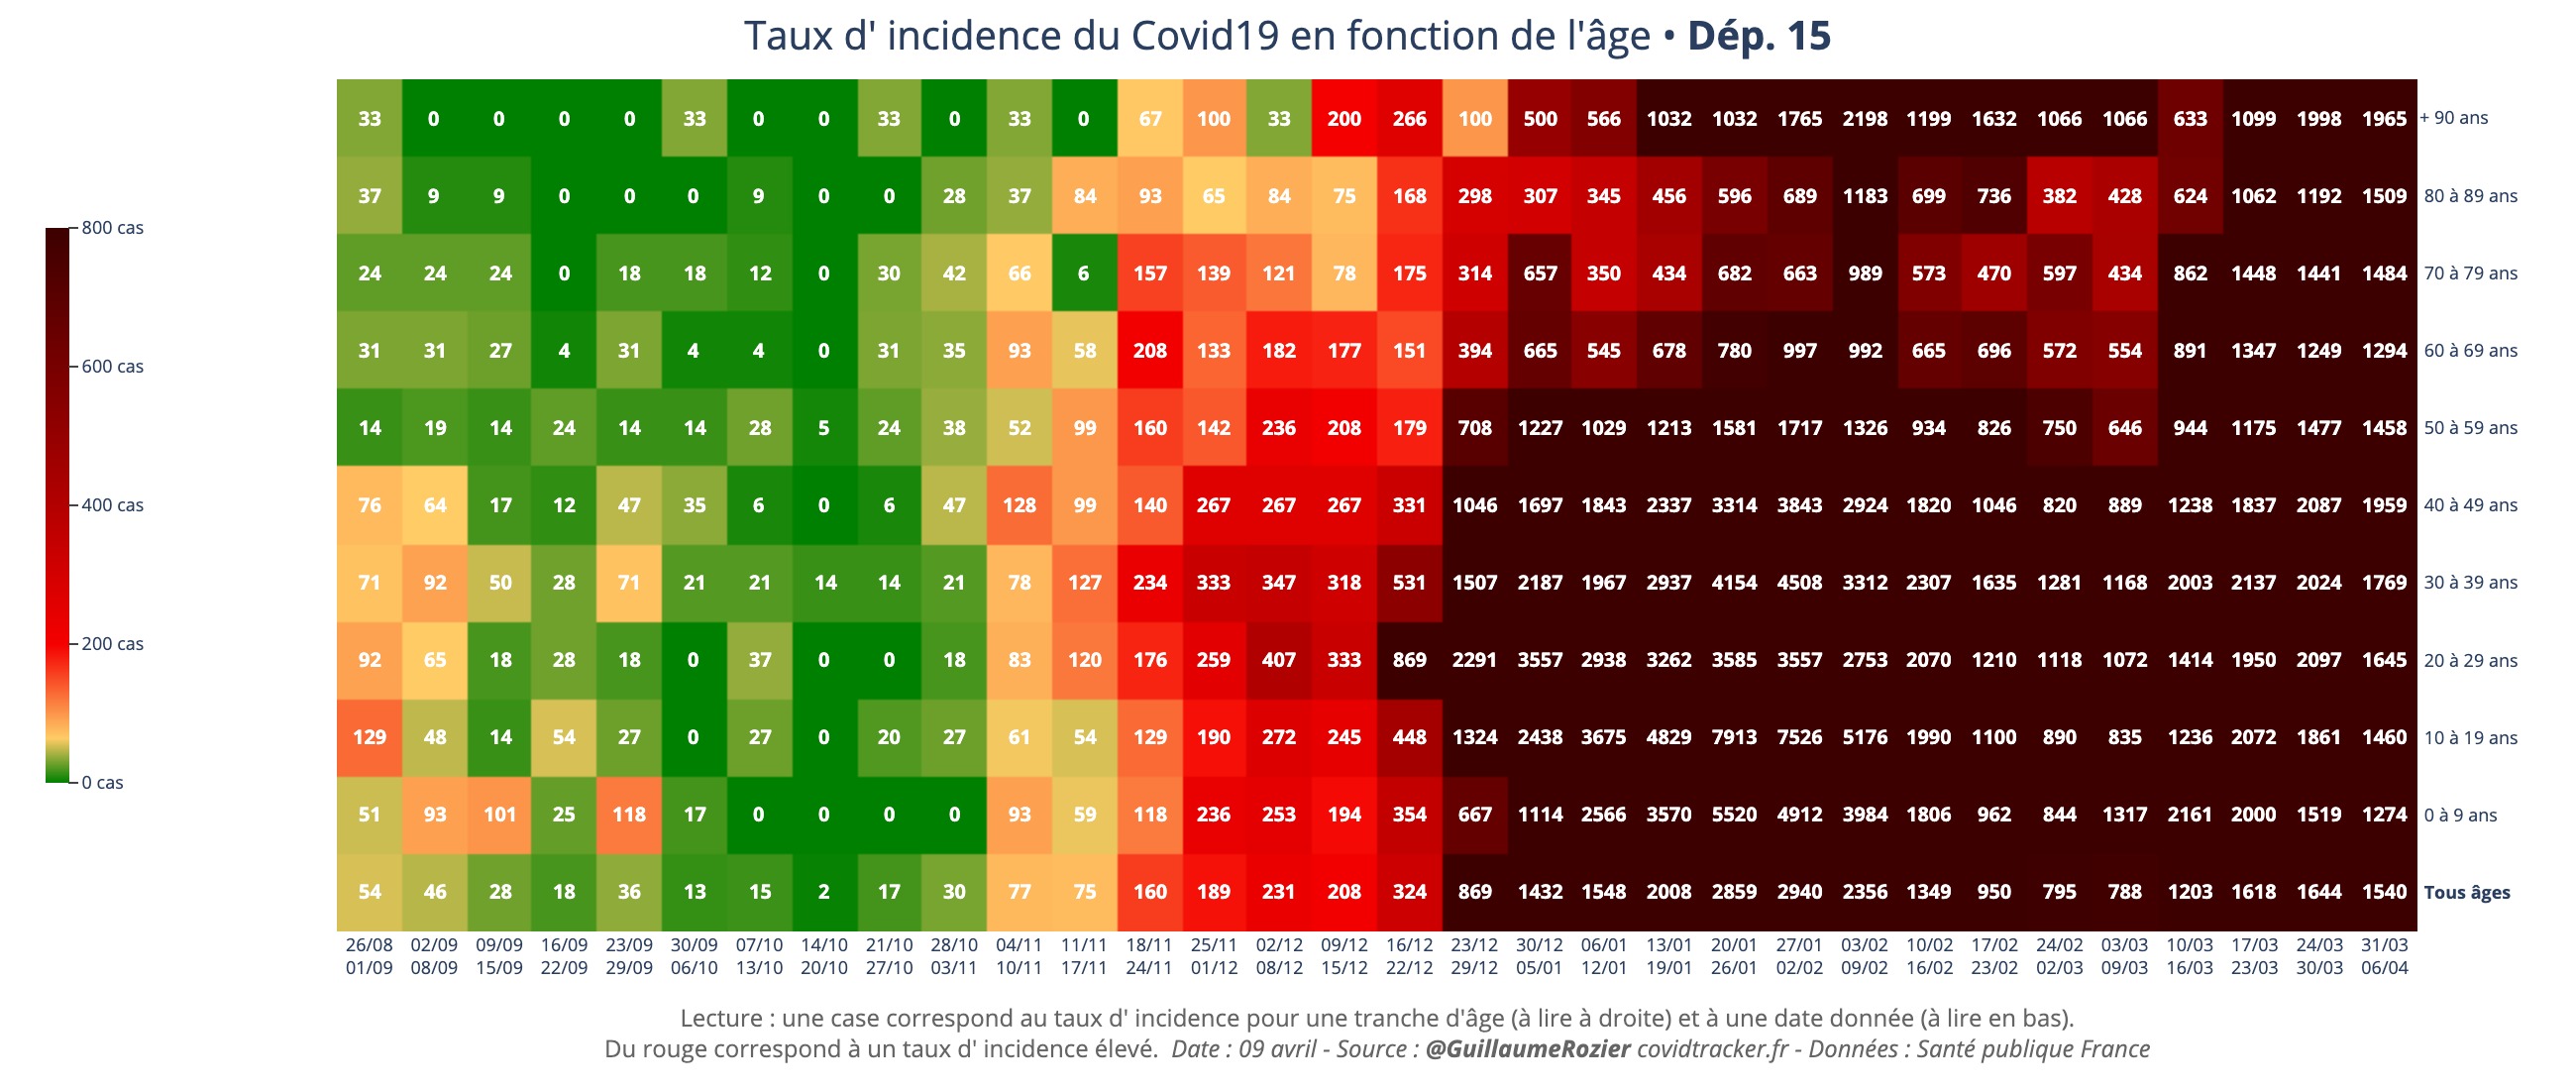 Taux d' incidence du Covid19 en fonction de l'âge • Dép. 15
800 cas
600 cas
400 cas
200 cas
0 cas
33 0 0 0 0 33 0 0 33 0 33 0 67 100 33 200 266 100 500 566 1032 1032 1765 2198 1199 1632 1066 1066 633 1099 1998 1965 + 90 ans
37 9 9 0 0 0 9 0 0 28 37 84 93 65 84 75 168 298 307 345 456 596 689 1183 699 736 382 428 624 1062 1192 1509 80 à 89 ans
24 24 24 0 18 18 12 0 30 42 66 6 157 139 121 78 175 314 657 350 434 682 663 989 573 470 597 434 862 1448 1441 1484 70 à 79 ans
31 31 27 4 31 4 4 0 31 35 93 58 208 133 182 177 151 394 665 545 678 780 997 992 665 696 572 554 891 1347 1249 1294 60 à 69 ans
14 19 14 24 14 14 28 5 24 38 52 99 160 142 236 208 179 708 1227 1029 1213 1581 1717 1326 934 826 750 646 944 1175 1477 1458 50 à 59 ans
76 64 17 12 47 35 6 0 6 47 128 99 140 267 267 267 331 1046 1697 1843 2337 3314 3843 2924 1820 1046 820 889 1238 1837 2087 1959 40 à 49 ans
71 92 50 28 71 21 21 14 14 21 78 127 234 333 347 318 531 1507 2187 1967 2937 4154 4508 3312 2307 1635 1281 1168 2003 2137 2024 1769 30 à 39 ans
92 65 18 28 18 0 37 0 0 18 83 120 176 259 407 333 869 2291 3557 2938 3262 3585 3557 2753 2070 1210 1118 1072 1414 1950 2097 1645 20 à 29 ans
129 48 14 54 27 0 27 0 20 27 61 54 129 190 272 245 448 1324 2438 3675 4829 7913 7526 5176 1990 1100 890 835 1236 2072 1861 1460 10 à 19 ans
51 93 101 25 118 17 0 0 0 0 93 59 118 236 253 194 354 667 1114 2566 3570 5520 4912 3984 1806 962 844 1317 2161 2000 1519 1274 0 à 9 ans
54 46 28 18 36 13 15 2 17 30 77 75 160 189 231 208 324 869 1432 1548 2008 2859 2940 2356 1349 950 795 788 1203 1618 1644 1540 Tous âges
26/08 02/09 09/09 16/09 23/09 30/09 07/10 14/10 21/10 28/10 04/11 11/11 18/11 25/11 02/12 09/12 16/12 23/12 30/12 06/01 13/01 20/01 27/01 03/02 10/02 17/02 24/02 03/03 10/03 17/03 24/03 31/03
01/09 08/09 15/09 22/09 29/09 06/10 13/10 20/10 27/10 03/11 10/11 17/11 24/11 01/12 08/12 15/12 22/12 29/12 05/01 12/01 19/01 26/01 02/02 09/02 16/02 23/02 02/03 09/03 16/03 23/03 30/03 06/04
Lecture : une case correspond au taux d' incidence pour une tranche d'âge (à lire à droite) et à une date donnée (à lire en bas).
Du rouge correspond à un taux d' incidence élevé. Date : 09 avril - Source : @GuillaumeRozier covidtracker.fr - Données : Santé publique France